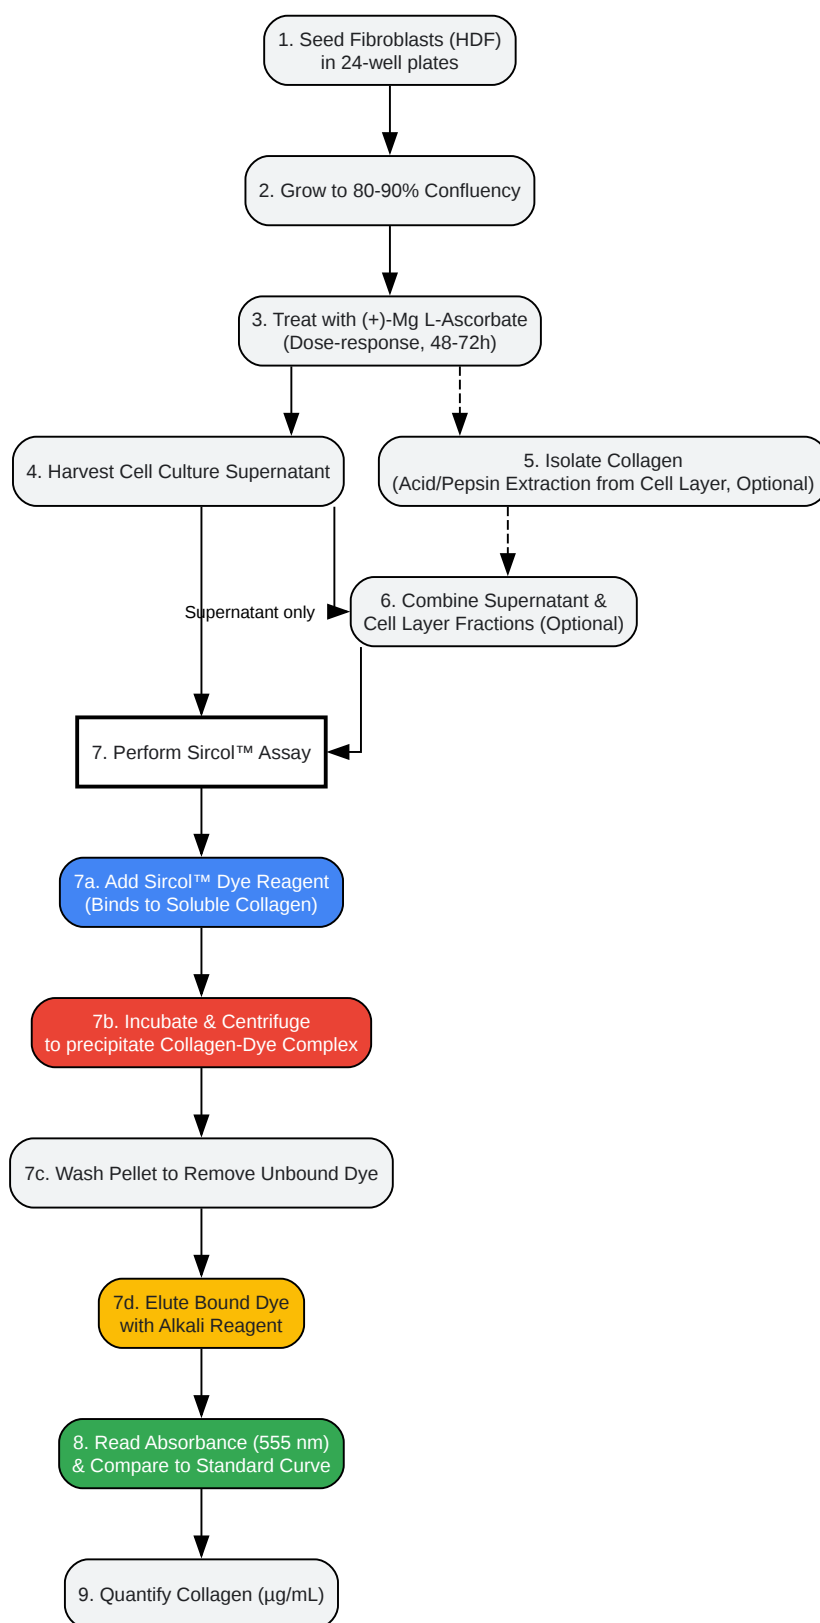 1. Seed Fibroblasts (HDF)
in 24-well plates
2. Grow to 80-90% Confluency
3. Treat with (+)-Mg L-Ascorbate
(Dose-response, 48-72h)
4. Harvest Cell Culture Supernatant
5. Isolate Collagen
(Acid/Pepsin Extraction from Cell Layer, Optional)
6. Combine Supernatant &
Cell Layer Fractions (Optional)
Supernatant only
7. Perform Sircol™ Assay
7a. Add Sircol™ Dye Reagent
(Binds to Soluble Collagen)
7b. Incubate & Centrifuge
to precipitate Collagen-Dye Complex
7c. Wash Pellet to Remove Unbound Dye
7d. Elute Bound Dye
with Alkali Reagent
8. Read Absorbance (555 nm)
& Compare to Standard Curve
9. Quantify Collagen (µg/mL)